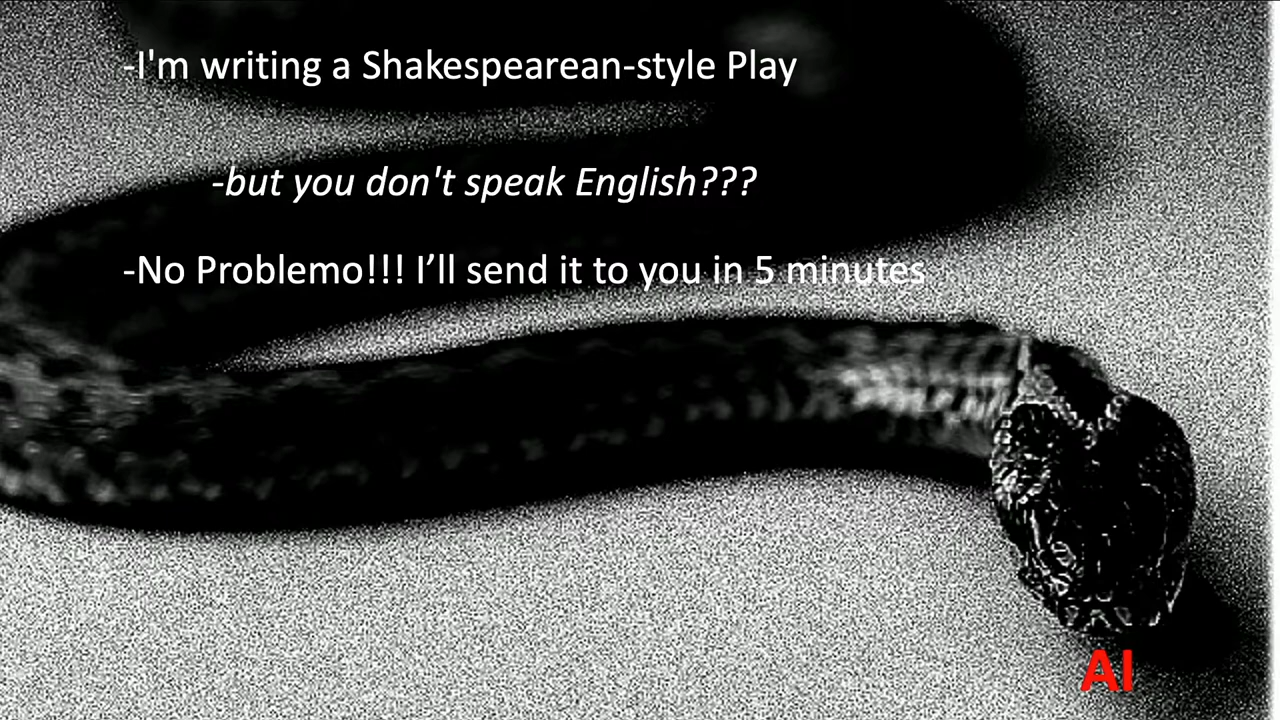 -I'm writing a Shakespearean-style Play
-but you don't speak English???
-No Problemo!!! I’ll send it to you in 5 minutes
AI